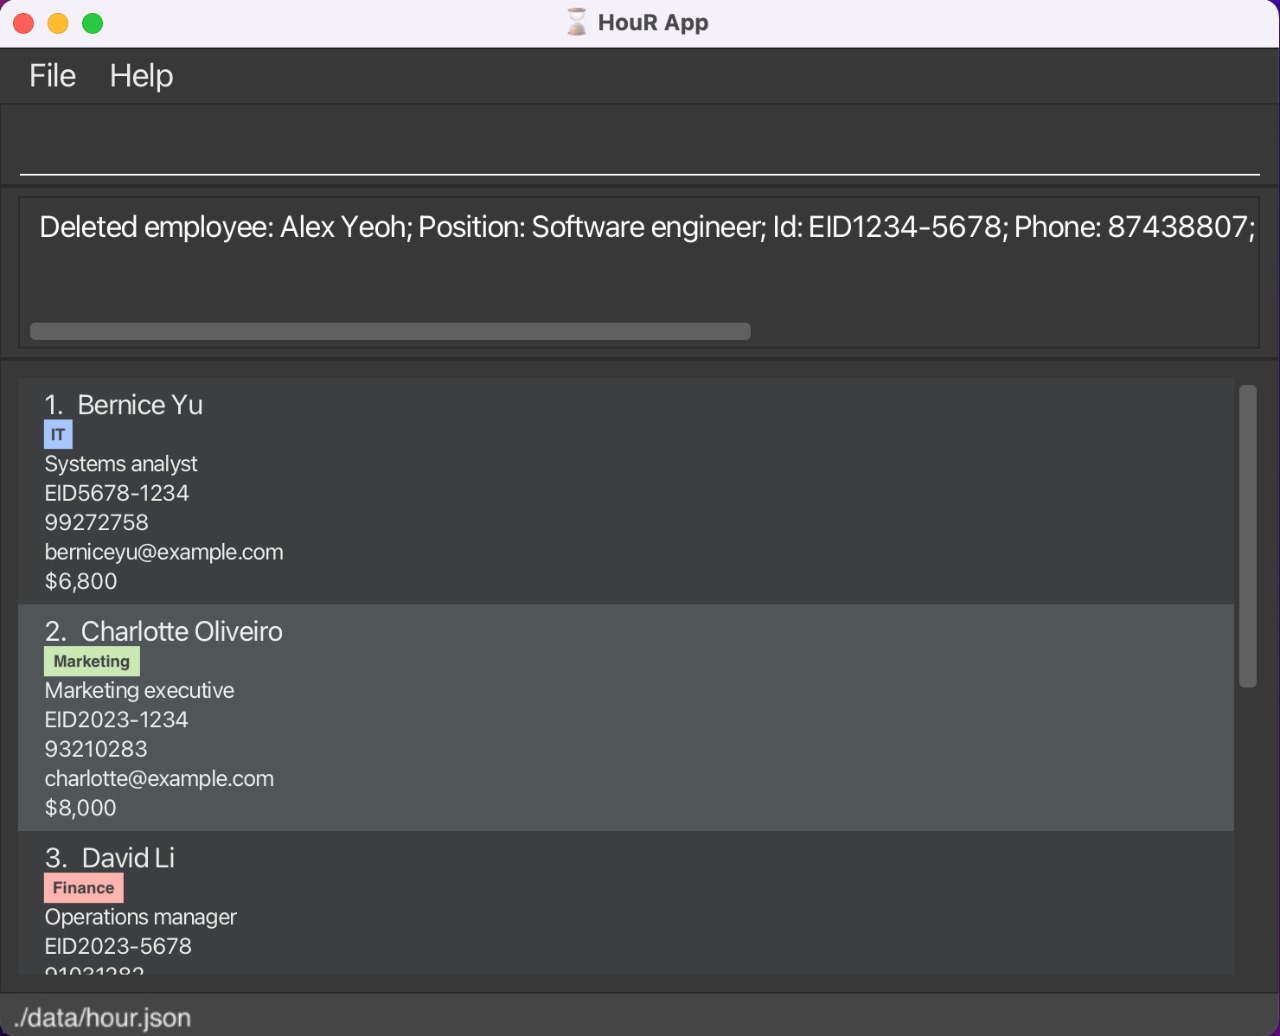 HouR App
File Help
Deleted employee: Alex Yeoh; Position: Software engineer; Id: EID1234-5678; Phone: 87438807;
1. Bernice Yu
IT
Systems analyst
EID5678-1234
99272758
berniceyu@example.com
$6,800
2. Charlotte Oliveiro
Marketing
Marketing executive
EID2023-1234
93210283
charlotte@example.com
$8,000
3. David Li
Finance
Operations manager
EID2023-5678
91031282
./data/hour.json